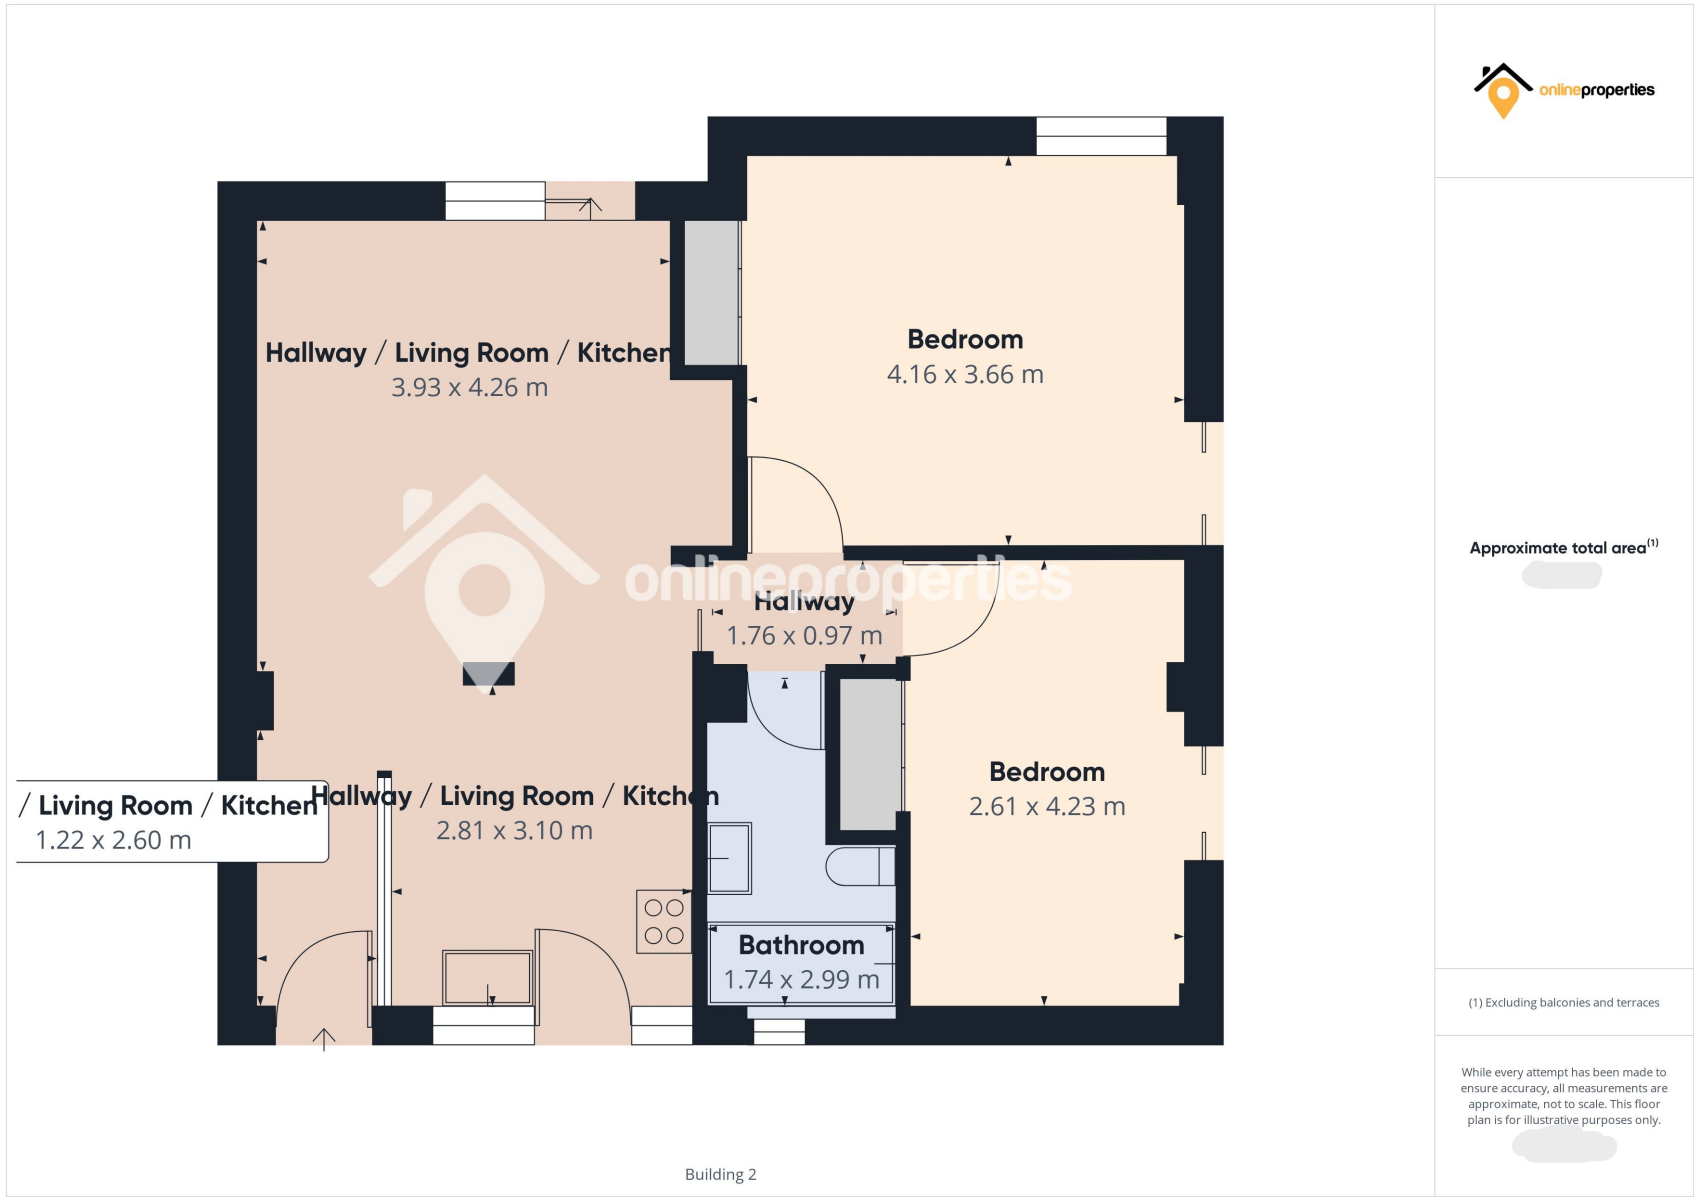 onlineproperties
Bedroom
4.16 x 3.66 m
Hallway / Living Room / Kitchen
3.93 x 4.26 m
onlineproperties
Hallway
1.76 x 0.97 m
Approximate total area(1)
Bedroom
2.61 x 4.23 m
/ Living Room / Kitchen
1.22 x 2.60 m
Hallway / Living Room / Kitchen
2.81 x 3.10 m
Bathroom
1.74 x 2.99 m
(1) Excluding balconies and terraces
While every attempt has been made to
ensure accuracy, all measurements are
approximate, not to scale. This floor
plan is for illustrative purposes only.
Building 2